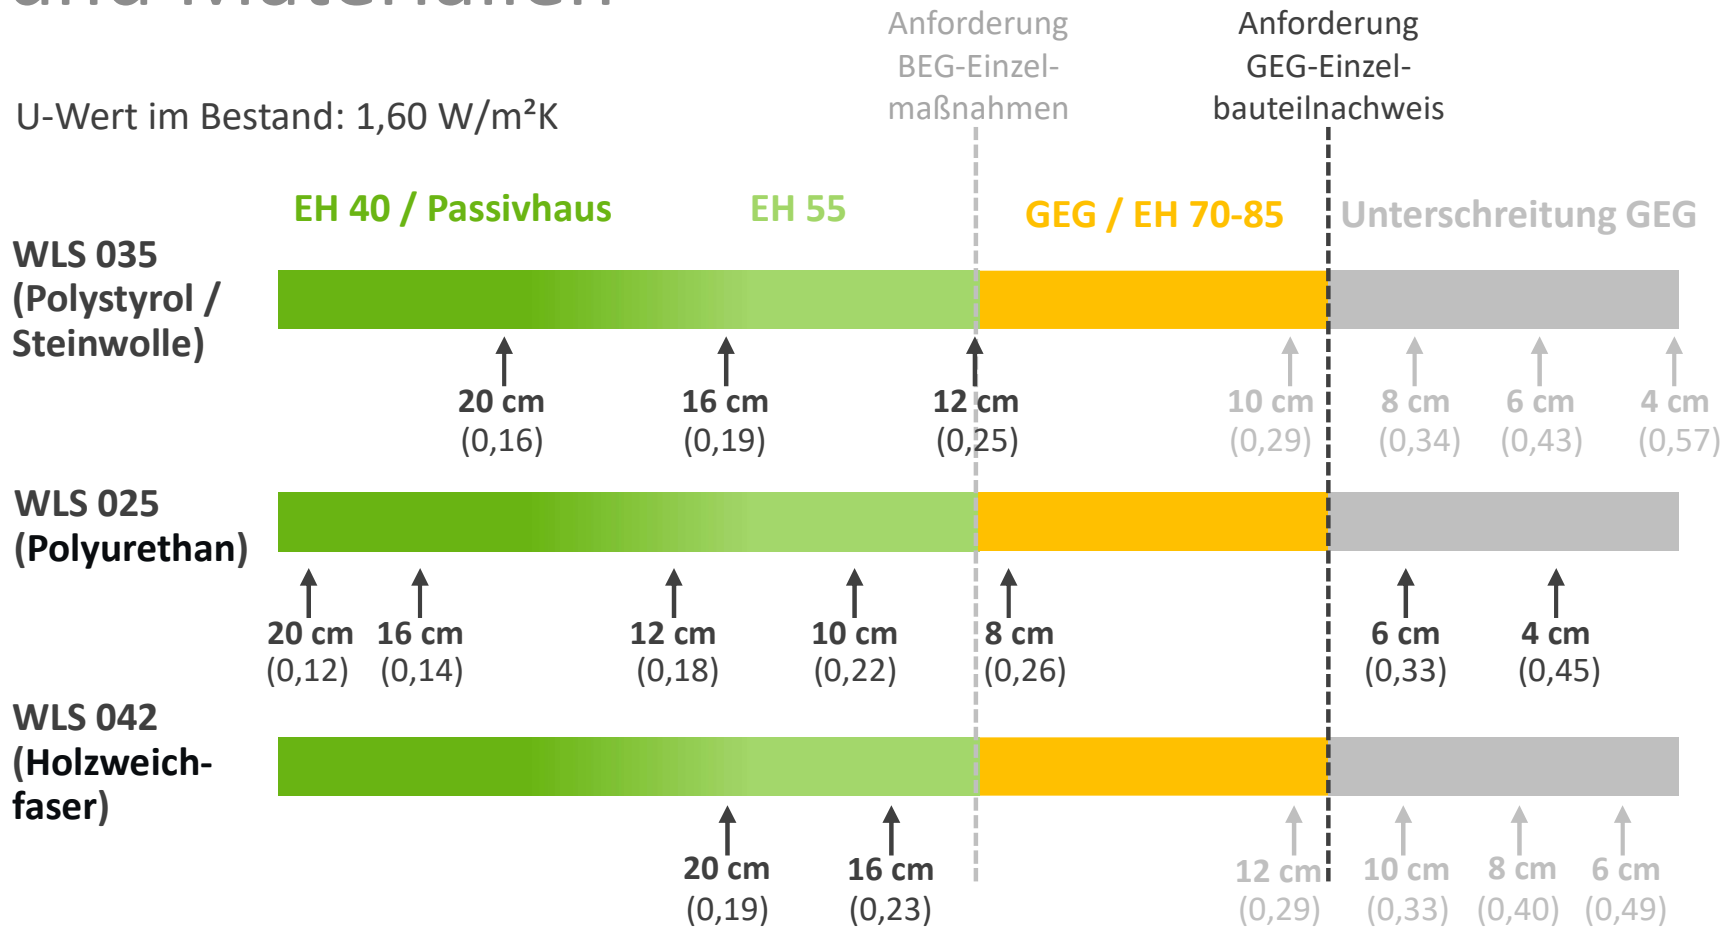 und Materialien
Anforderung
BEG-Einzel-
maßnahmen
Anforderung
GEG-Einzel-
bauteilnachweis
U-Wert im Bestand: 1,60 W/m²K
EH 40 / Passivhaus
EH 55
GEG / EH 70-85
Unterschreitung GEG
WLS 035
(Polystyrol /
Steinwolle)
20 cm
(0,16)
16 cm
(0,19)
12 cm
(0,25)
10 cm
(0,29)
8 cm
(0,34)
6 cm
(0,43)
4 cm
(0,57)
WLS 025
(Polyurethan)
20 cm
(0,12)
16 cm
(0,14)
12 cm
(0,18)
10 cm
(0,22)
8 cm
(0,26)
6 cm
(0,33)
4 cm
(0,45)
WLS 042
(Holzweich-
faser)
20 cm
(0,19)
16 cm
(0,23)
12 cm
(0,29)
10 cm
(0,33)
8 cm
(0,40)
6 cm
(0,49)